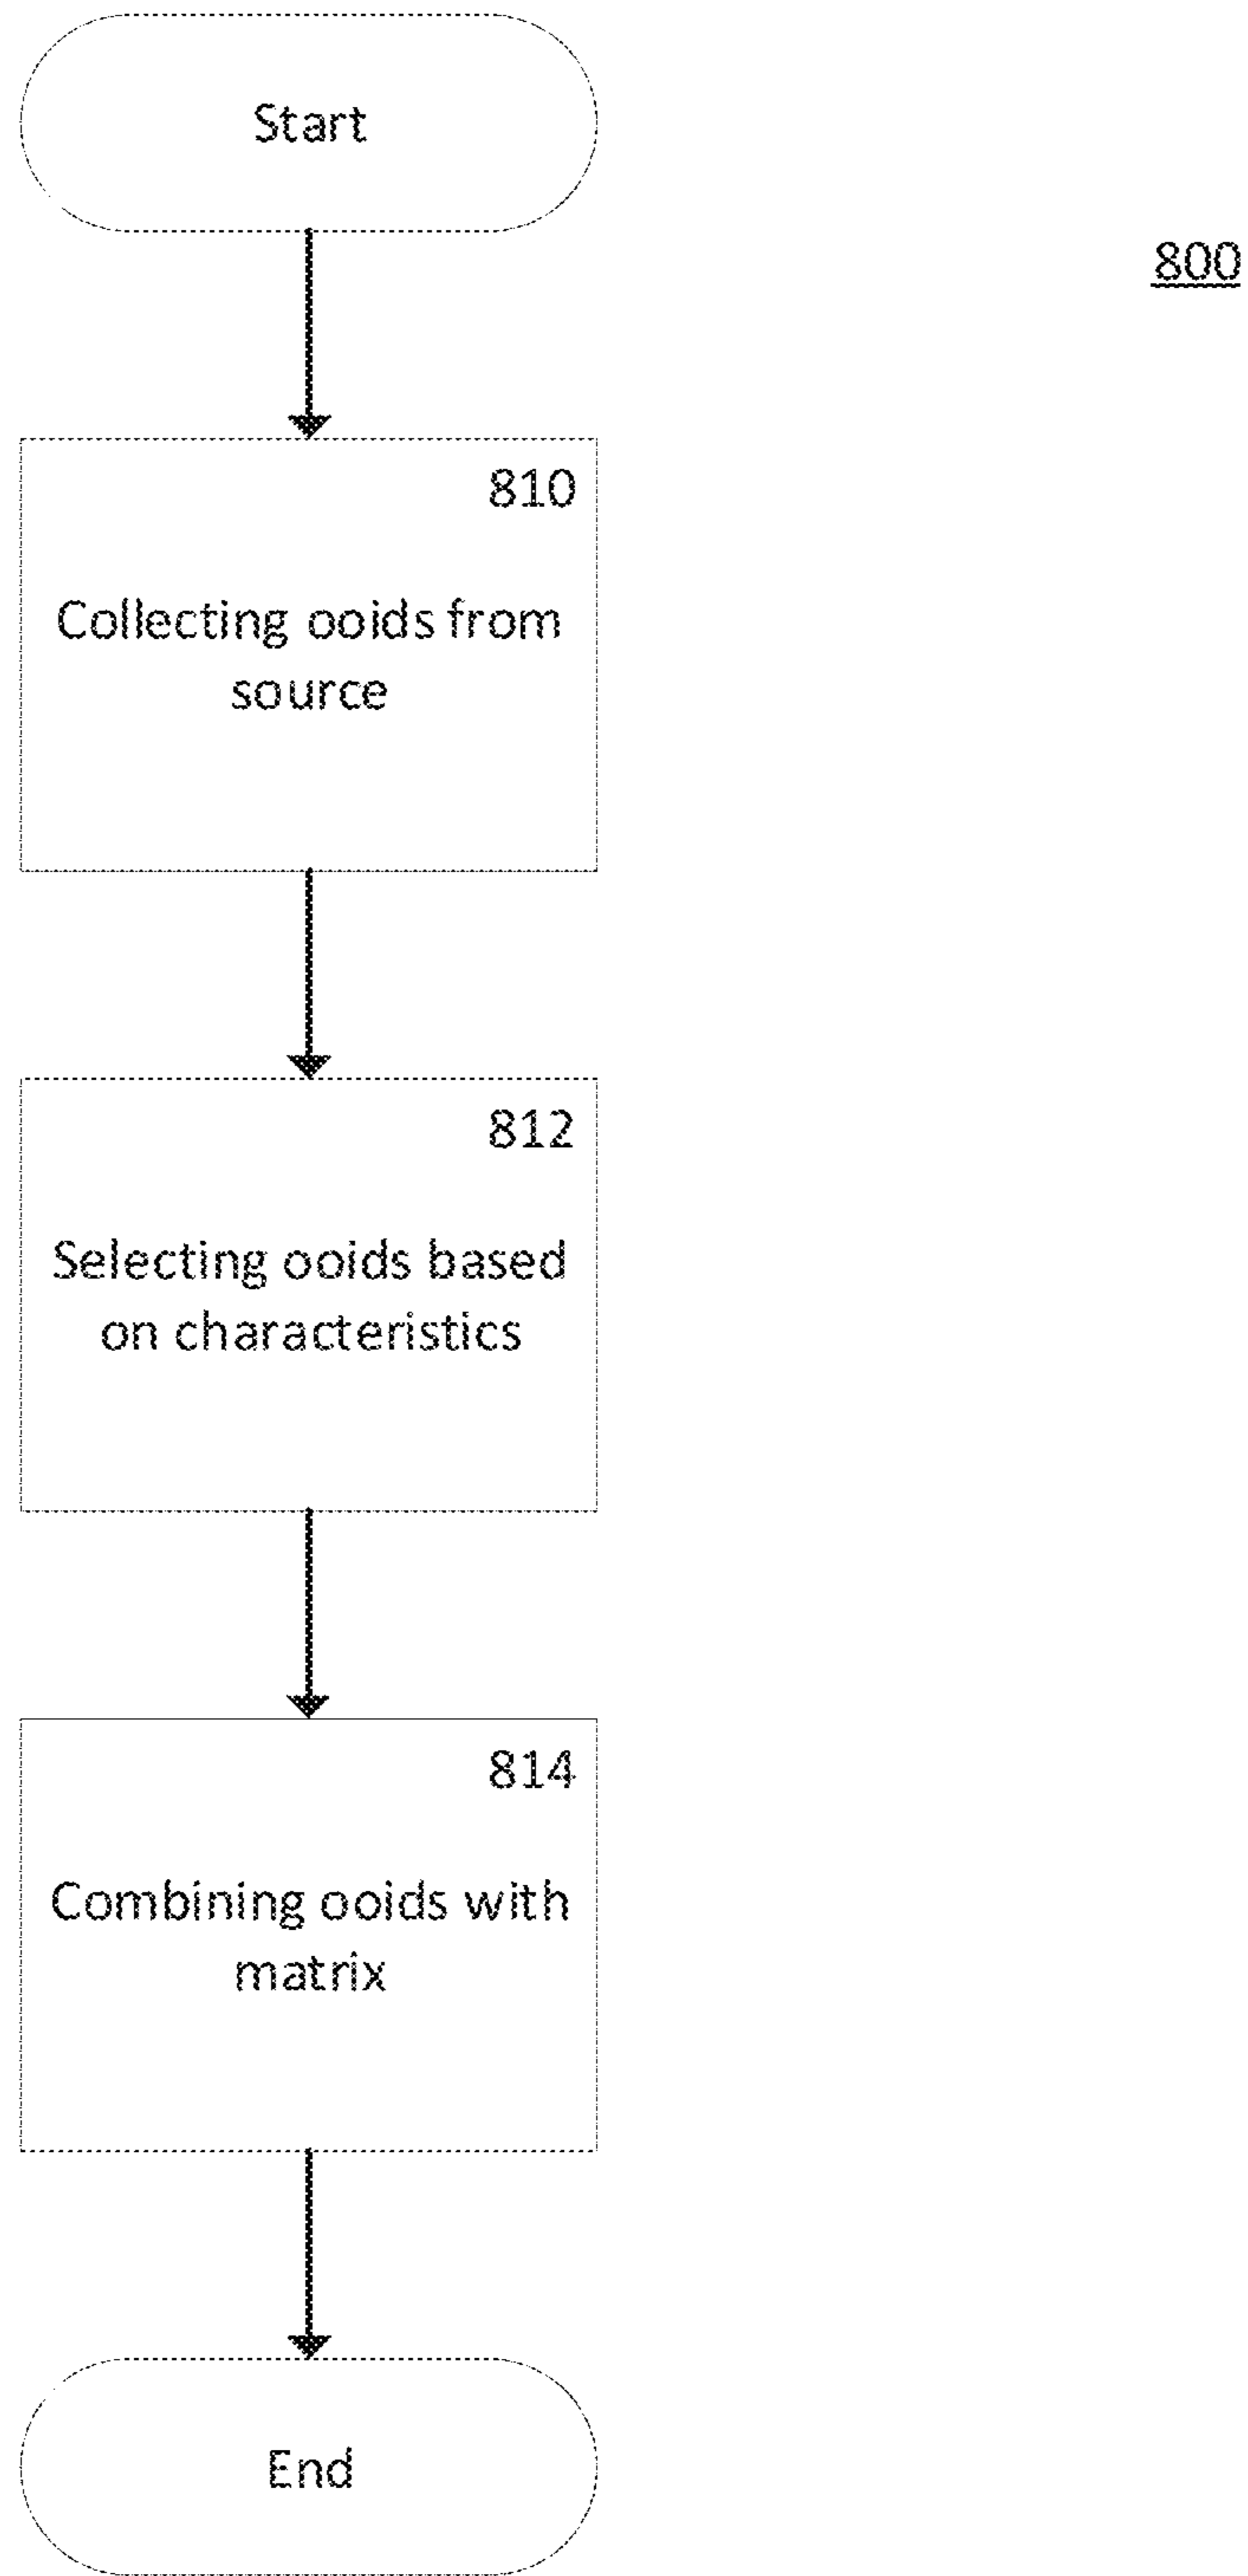 Start
800
810
Collecting ooids from
source
812
Selecting ooids based
on characteristics
814
Combining ooids with
matrix
End